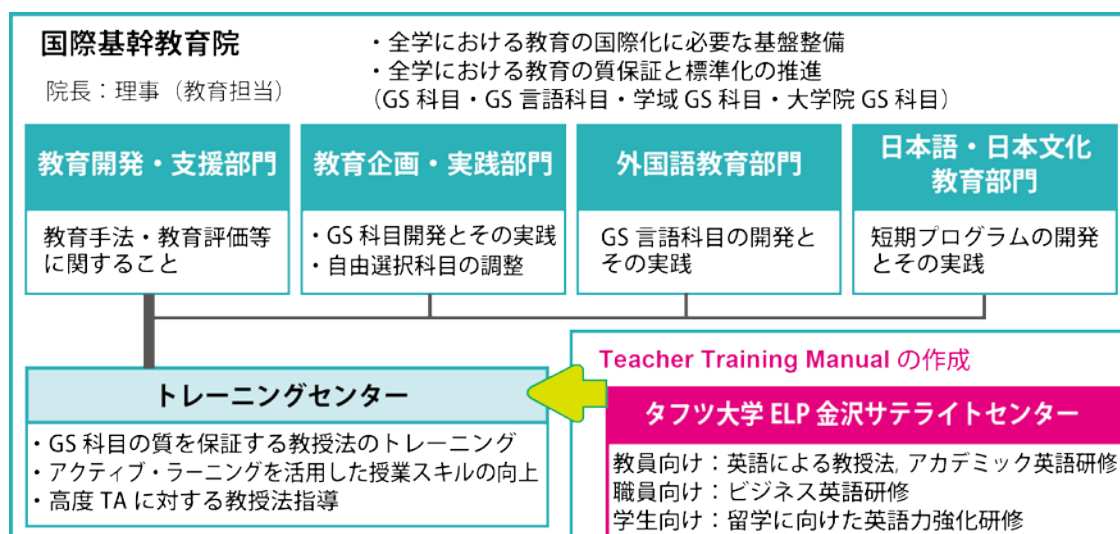 国際基幹教育院
院長：理事（教育担当）
・全学における教育の国際化に必要な基盤整備
・全学における教育の質保証と標準化の推進
（GS 科目・GS 言語科目・学域 GS 科目・大学院 GS 科目）
教育開発・支援部門
教育手法・教育評価等
に関すること
教育企画・実践部門
・GS 科目開発とその実践
・自由選択科目の調整
外国語教育部門
GS 言語科目の開発と
その実践
日本語・日本文化
教育部門
短期プログラムの開発
とその実践
トレーニングセンター
・GS 科目の質を保証する教授法のトレーニング
・アクティブ・ラーニングを活用した授業スキルの向上
・高度 TA に対する教授法指導
Teacher Training Manual の作成
タフツ大学 ELP 金沢サテライトセンター
教員向け：英語による教授法, アカデミック英語研修
職員向け：ビジネス英語研修
学生向け：留学に向けた英語力強化研修